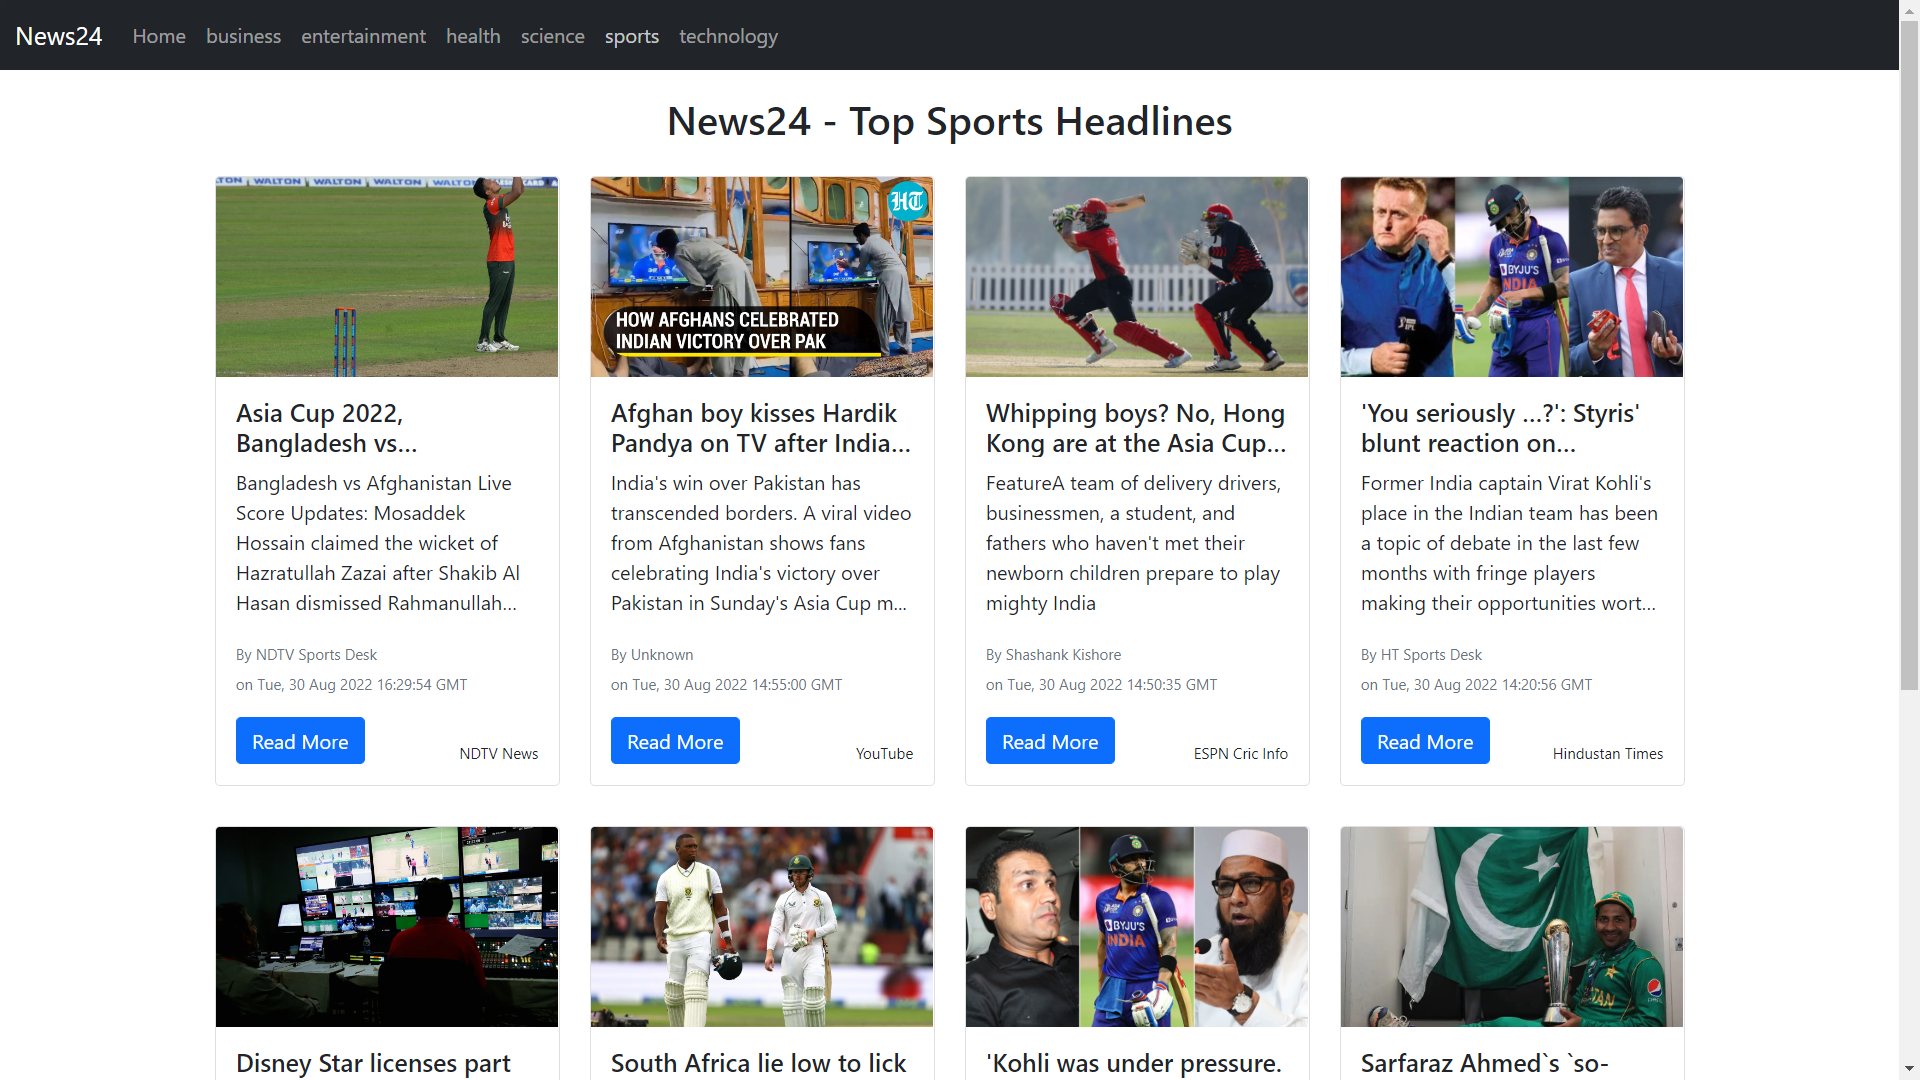 News24 Home business entertainment health science sports technology
News24 - Top Sports Headlines
WALTON WALTON WALTON WALTON
Asia Cup 2022,
Bangladesh vs...
Bangladesh vs Afghanistan Live
Score Updates: Mosaddek
Hossain claimed the wicket of
Hazratullah Zazai after Shakib Al
Hasan dismissed Rahmanullah...
By NDTV Sports Desk
on Tue, 30 Aug 2022 16:29:54 GMT
Read More
NDTV News
HT
HOW AFGHANS CELEBRATED
INDIAN VICTORY OVER PAK
Afghan boy kisses Hardik
Pandya on TV after India...
India's win over Pakistan has
transcended borders. A viral video
from Afghanistan shows fans
celebrating India's victory over
Pakistan in Sunday's Asia Cup m...
By Unknown
on Tue, 30 Aug 2022 14:55:00 GMT
Read More
YouTube
Whipping boys? No, Hong
Kong are at the Asia Cup...
FeatureA team of delivery drivers,
businessmen, a student, and
fathers who haven't met their
newborn children prepare to play
mighty India
By Shashank Kishore
on Tue, 30 Aug 2022 14:50:35 GMT
Read More
ESPN Cric Info
BYJU'S
INDIA
'You seriously ...?': Styris'
blunt reaction on...
Former India captain Virat Kohli's
place in the Indian team has been
a topic of debate in the last few
months with fringe players
making their opportunities wort...
By HT Sports Desk
on Tue, 30 Aug 2022 14:20:56 GMT
Read More
Hindustan Times
Disney Star licenses part
South Africa lie low to lick
BYJU'S
INDIA
'Kohli was under pressure.
Sarfaraz Ahmed`s `so-